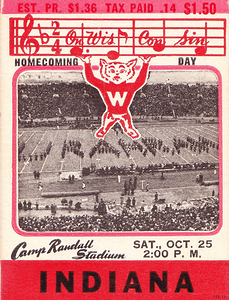 EST. PR. $1.36 TAX PAID .14 $1.50
On Wis Con sin
HOMECOMING DAY
W
Camp Randall
Stadium
SAT., OCT. 25
2:00 P. M.
INDIANA